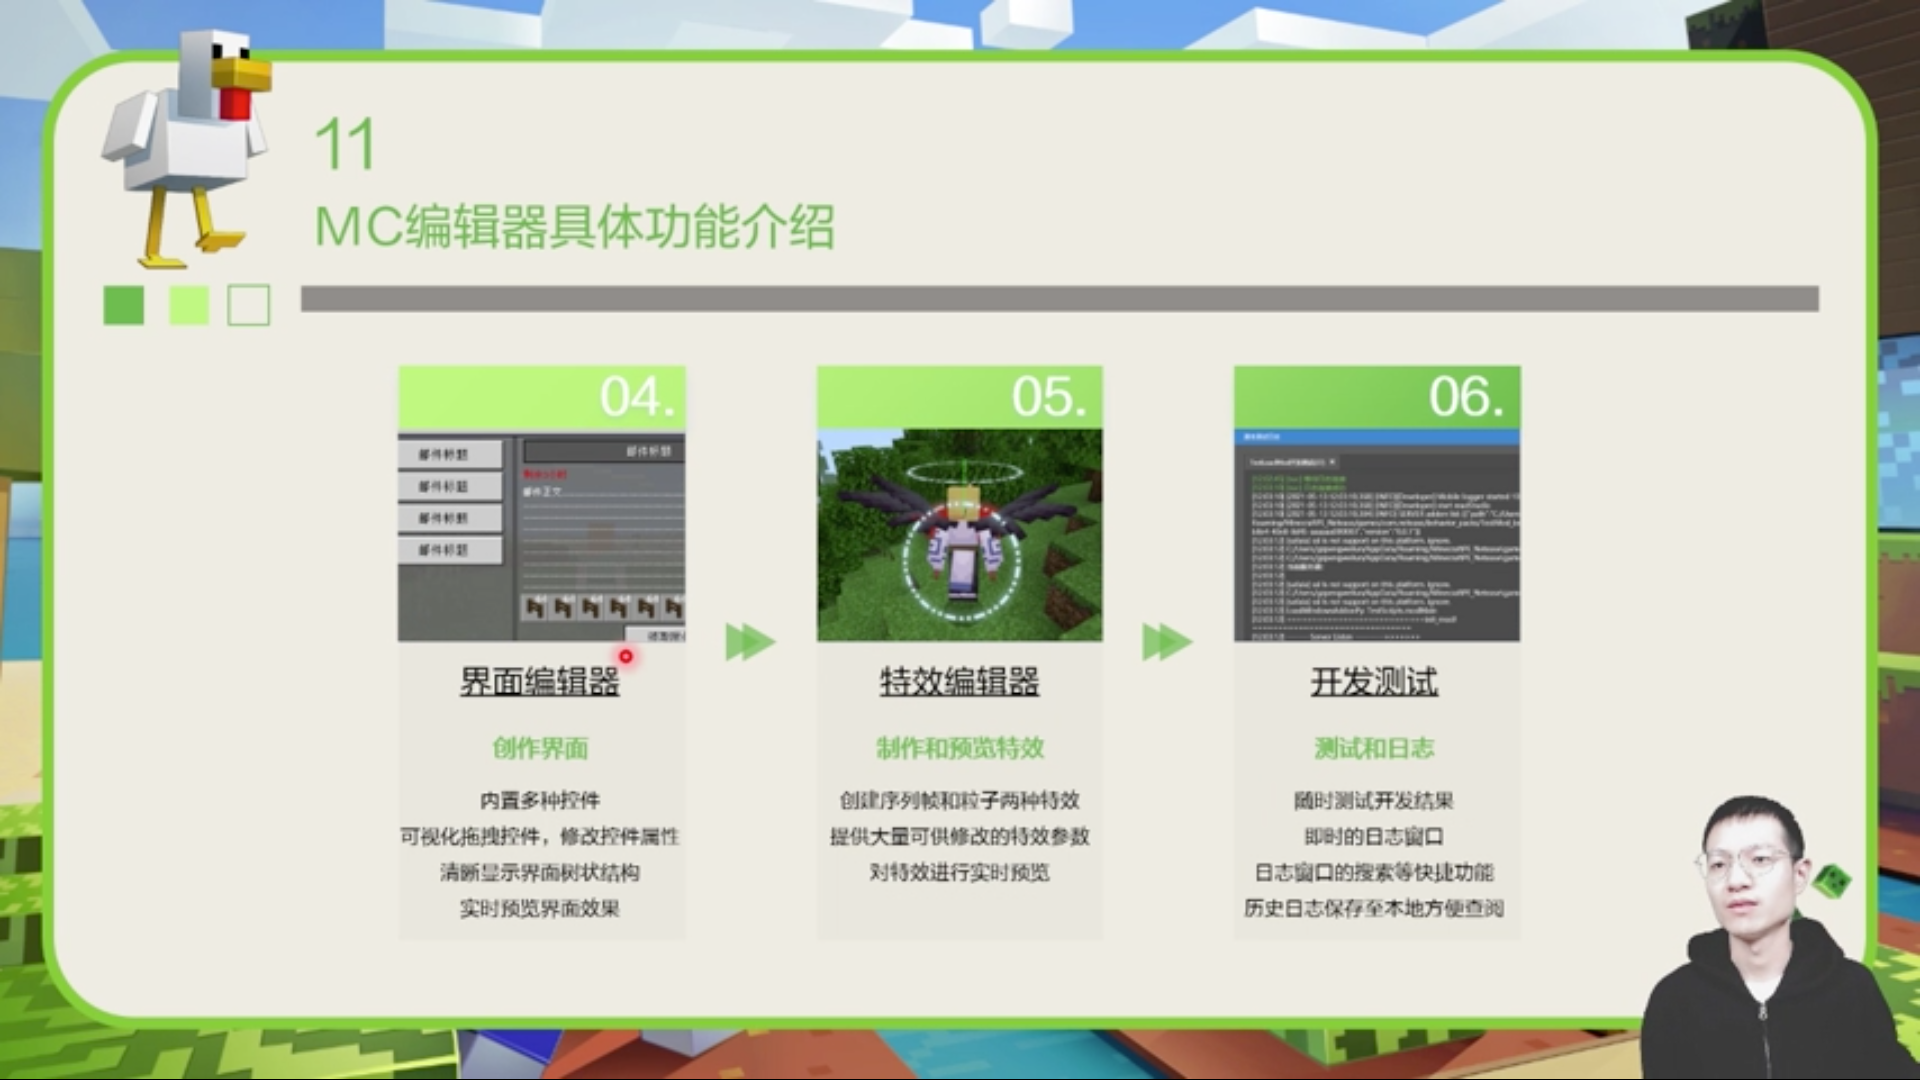 11
MC编辑器具体功能介绍
04.
邮件标题
邮件标题
邮件标题
邮件标题
邮件标题
邮件正文
界面编辑器
创作界面
内置多种控件
可视化拖拽控件，修改控件属性
清晰显示界面树状结构
实时预览界面效果
05.
特效编辑器
制作和预览特效
创建序列帧和粒子两种特效
提供大量可供修改的特效参数
对特效进行实时预览
06.
开发测试
测试和日志
随时测试开发结果
即时的日志窗口
日志窗口的搜索等快捷功能
历史日志保存至本地方便查阅